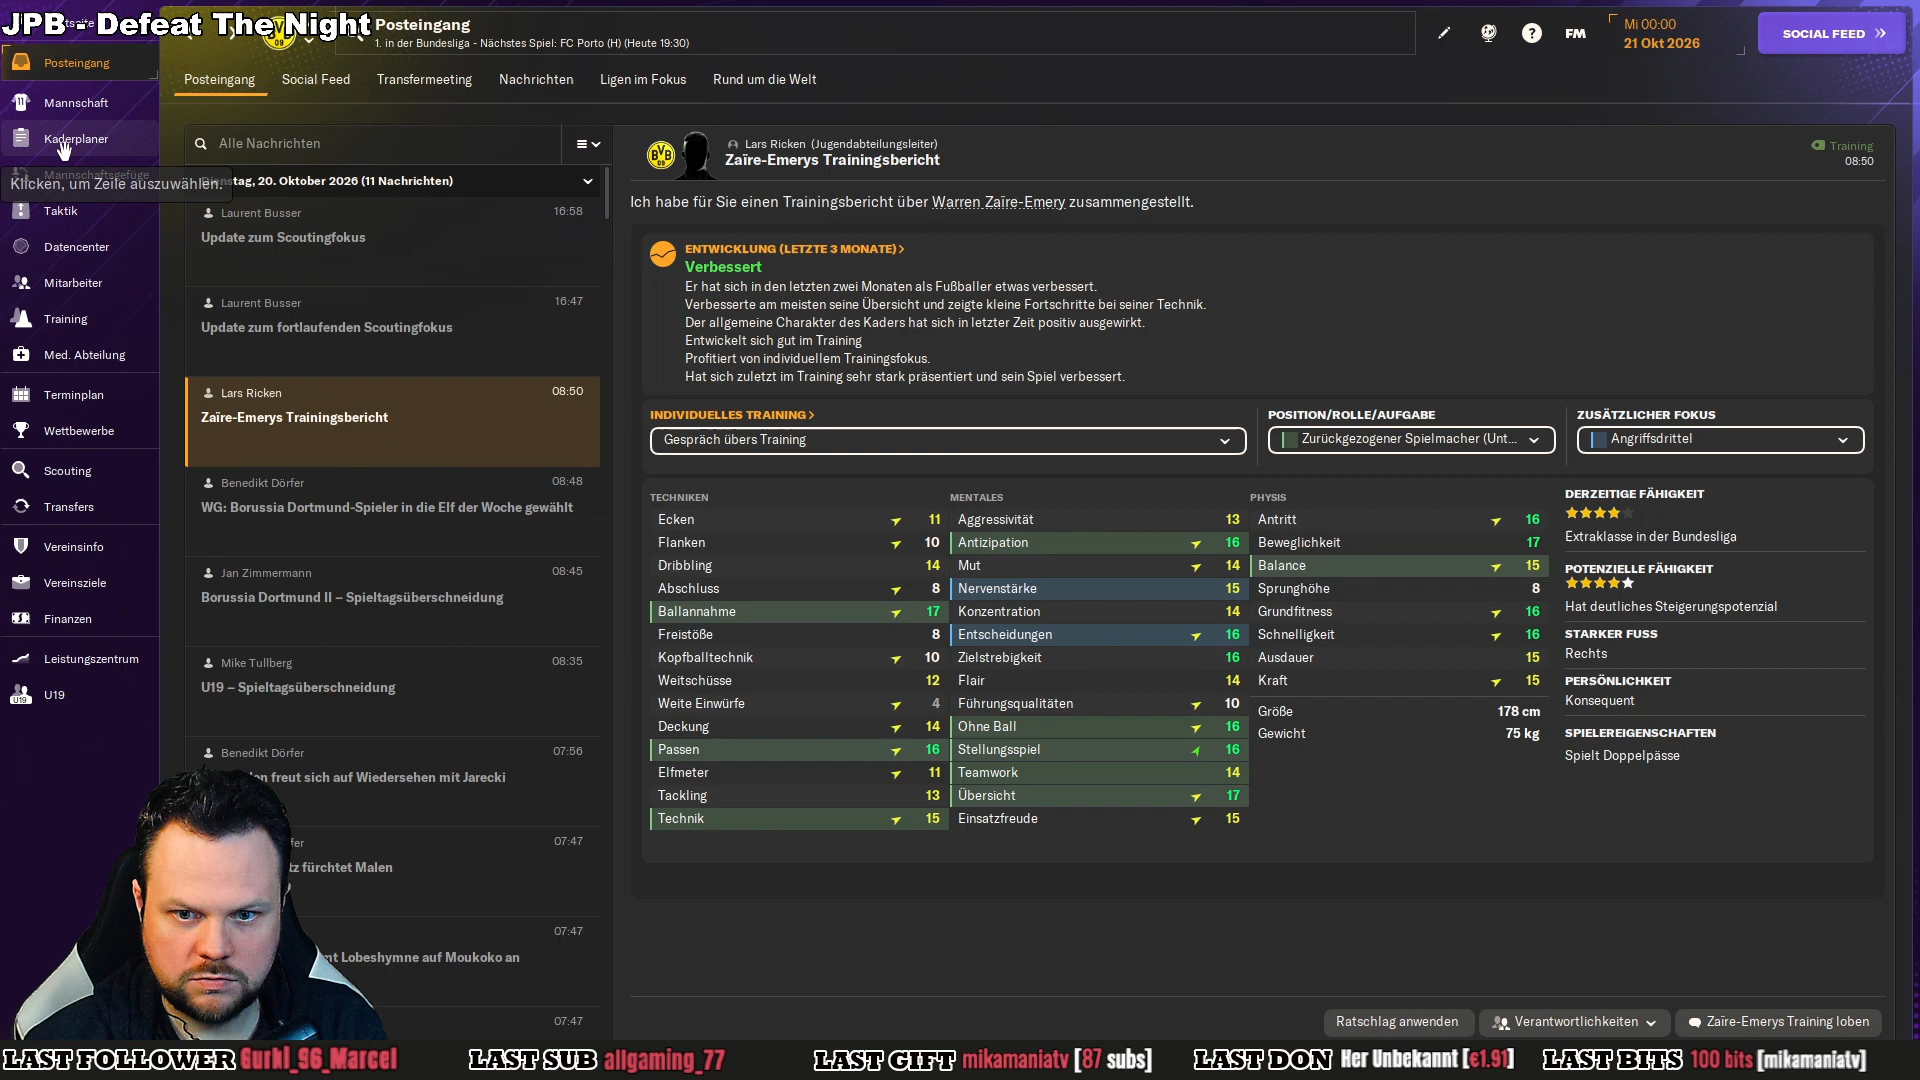 JPB - Defeat The Night
Posteingang
1. in der Bundesliga - Nächstes Spiel: FC Porto (H) (Heute 19:30)
FM
Mi 00:00
21 Okt 2026
SOCIAL FEED
Posteingang
Social Feed
Transfermeeting
Nachrichten
Ligen im Fokus
Rund um die Welt
Posteingang
Mannschaft
Kaderplaner
Mannschaftsgefüge
Klicken, um Zeile auszuwählen.
Taktik
Datencenter
Mitarbeiter
Training
Med. Abteilung
Terminplan
Wettbewerbe
Scouting
Transfers
Vereinsinfo
Vereinsziele
Finanzen
Leistungszentrum
U19
Alle Nachrichten
stag, 20. Oktober 2026 (11 Nachrichten)
Laurent Busser 16:58
Update zum Scoutingfokus
Laurent Busser 16:47
Update zum fortlaufenden Scoutingfokus
Lars Ricken 08:50
Zaïre-Emerys Trainingsbericht
Benedikt Dörfer 08:48
WG: Borussia Dortmund-Spieler in die Elf der Woche gewählt
Jan Zimmermann 08:45
Borussia Dortmund II – Spieltagsüberschneidung
Mike Tullberg 08:35
U19 – Spieltagsüberschneidung
Benedikt Dörfer 07:56
en freut sich auf Wiedersehen mit Jarecki
fer 07:47
tz fürchtet Malen
07:47
mt Lobeshymne auf Moukoko an
07:47
Lars Ricken (Jugendabteilungsleiter)
Zaïre-Emerys Trainingsbericht
Training
08:50
Ich habe für Sie einen Trainingsbericht über Warren Zaïre-Emery zusammengestellt.
ENTWICKLUNG (LETZTE 3 MONATE)
Verbessert
Er hat sich in den letzten zwei Monaten als Fußballer etwas verbessert.
Verbesserte am meisten seine Übersicht und zeigte kleine Fortschritte bei seiner Technik.
Der allgemeine Charakter des Kaders hat sich in letzter Zeit positiv ausgewirkt.
Entwickelt sich gut im Training
Profitiert von individuellem Trainingsfokus.
Hat sich zuletzt im Training sehr stark präsentiert und sein Spiel verbessert.
INDIVIDUELLES TRAINING
Gespräch übers Training
POSITION/ROLLE/AUFGABE
Zurückgezogener Spielmacher (Unt...
ZUSÄTZLICHER FOKUS
Angriffsdrittel
TECHNIKEN
Ecken 11
Flanken 10
Dribbling 14
Abschluss 8
Ballannahme 17
Freistöße 8
Kopfballtechnik 10
Weitschüsse 12
Weite Einwürfe 4
Deckung 14
Passen 16
Elfmeter 11
Tackling 13
Technik 15
MENTALES
Aggressivität 13
Antizipation 16
Mut 14
Nervenstärke 15
Konzentration 14
Entscheidungen 16
Zielstrebigkeit 16
Flair 14
Führungsqualitäten 10
Ohne Ball 16
Stellungsspiel 16
Teamwork 14
Übersicht 17
Einsatzfreude 15
PHYSIS
Antritt 16
Beweglichkeit 17
Balance 15
Sprunghöhe 8
Grundfitness 16
Schnelligkeit 16
Ausdauer 15
Kraft 15
Größe 178 cm
Gewicht 75 kg
DERZEITIGE FÄHIGKEIT
Extraklasse in der Bundesliga
POTENZIELLE FÄHIGKEIT
Hat deutliches Steigerungspotenzial
STARKER FUSS
Rechts
PERSÖNLICHKEIT
Konsequent
SPIELEREIGENSCHAFTEN
Spielt Doppelpässe
Ratschlag anwenden
Verantwortlichkeiten
Zaïre-Emerys Training loben
LAST FOLLOWER Gurkl_96_Marcel
LAST SUB allgaming_77
LAST GIFT mikamaniatv [87 subs]
LAST DON Her Unbekannt [€1.91]
LAST BITS 100 bits [mikamaniatv]